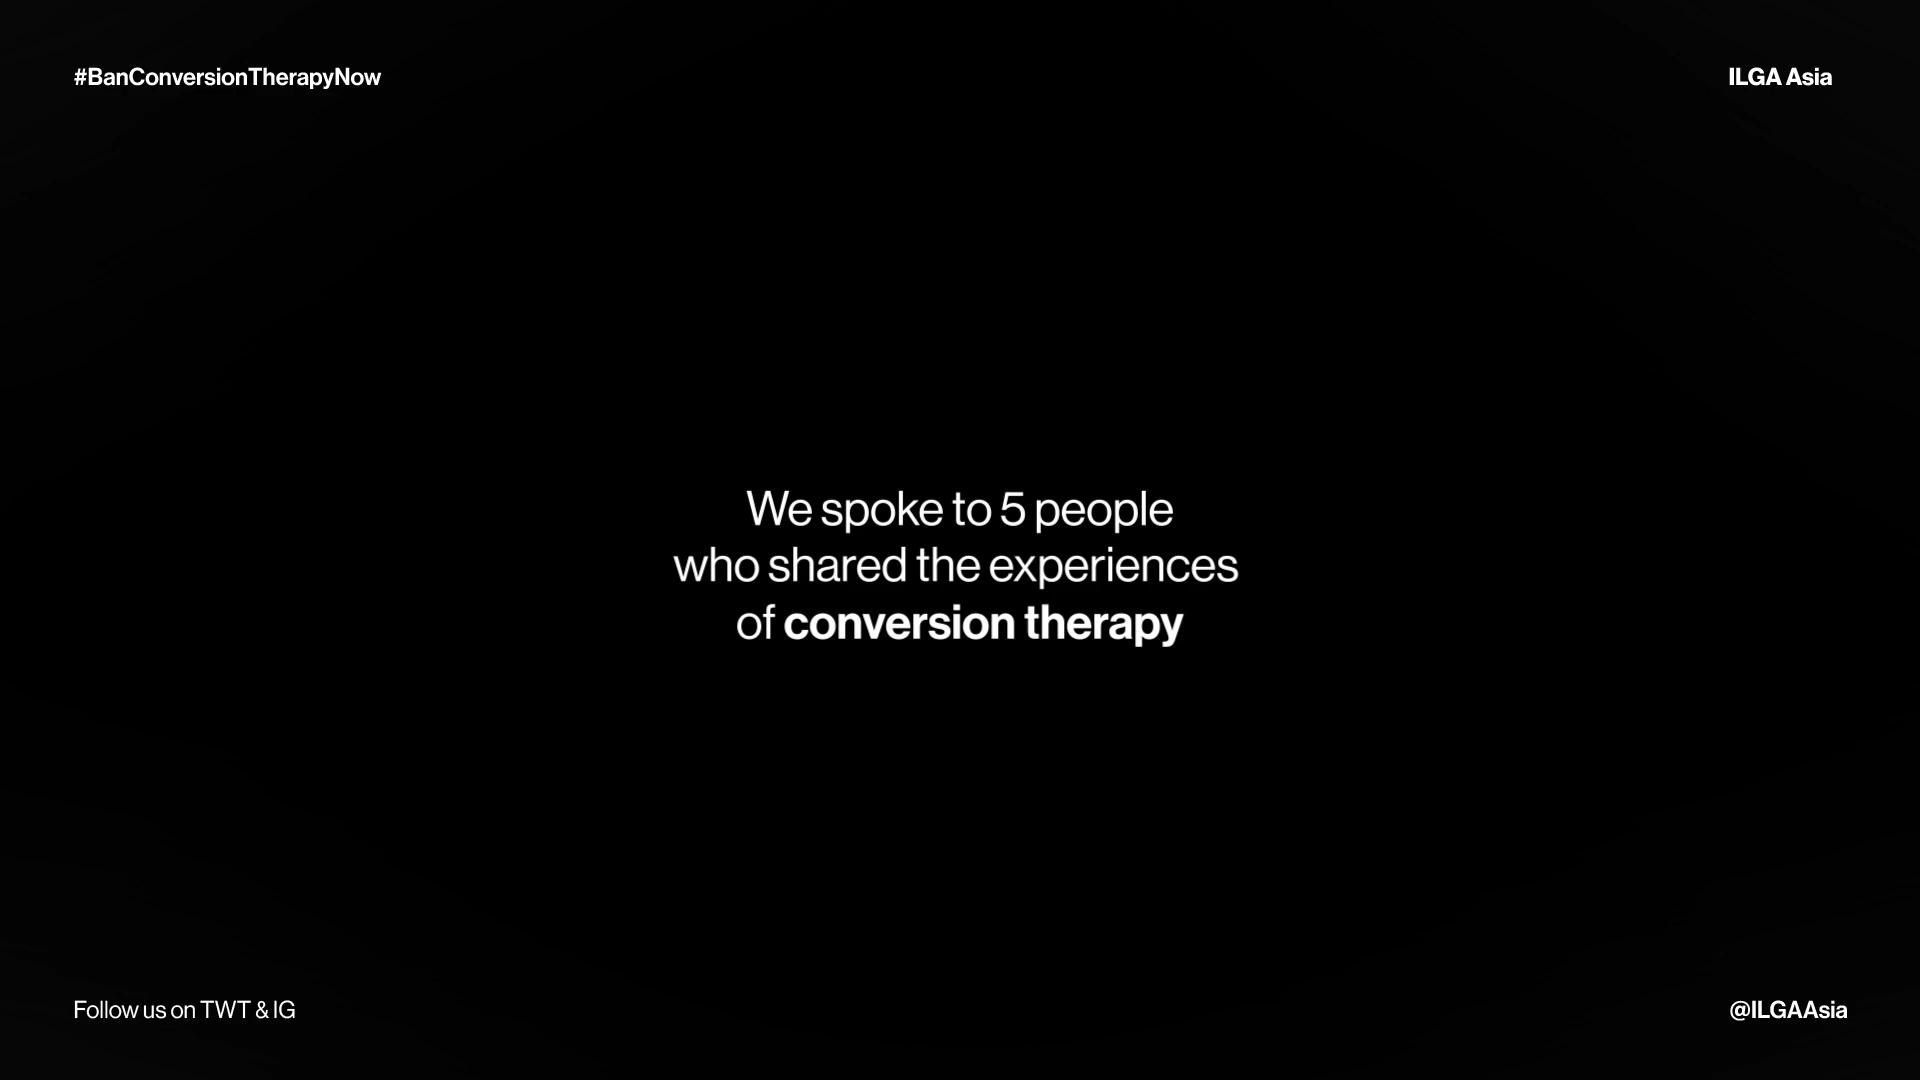 #BanConversionTherapyNow
ILGA Asia
We spoke to 5 people
who shared the experiences
of conversion therapy
Follow us on TWT & IG
@ILGAAsia